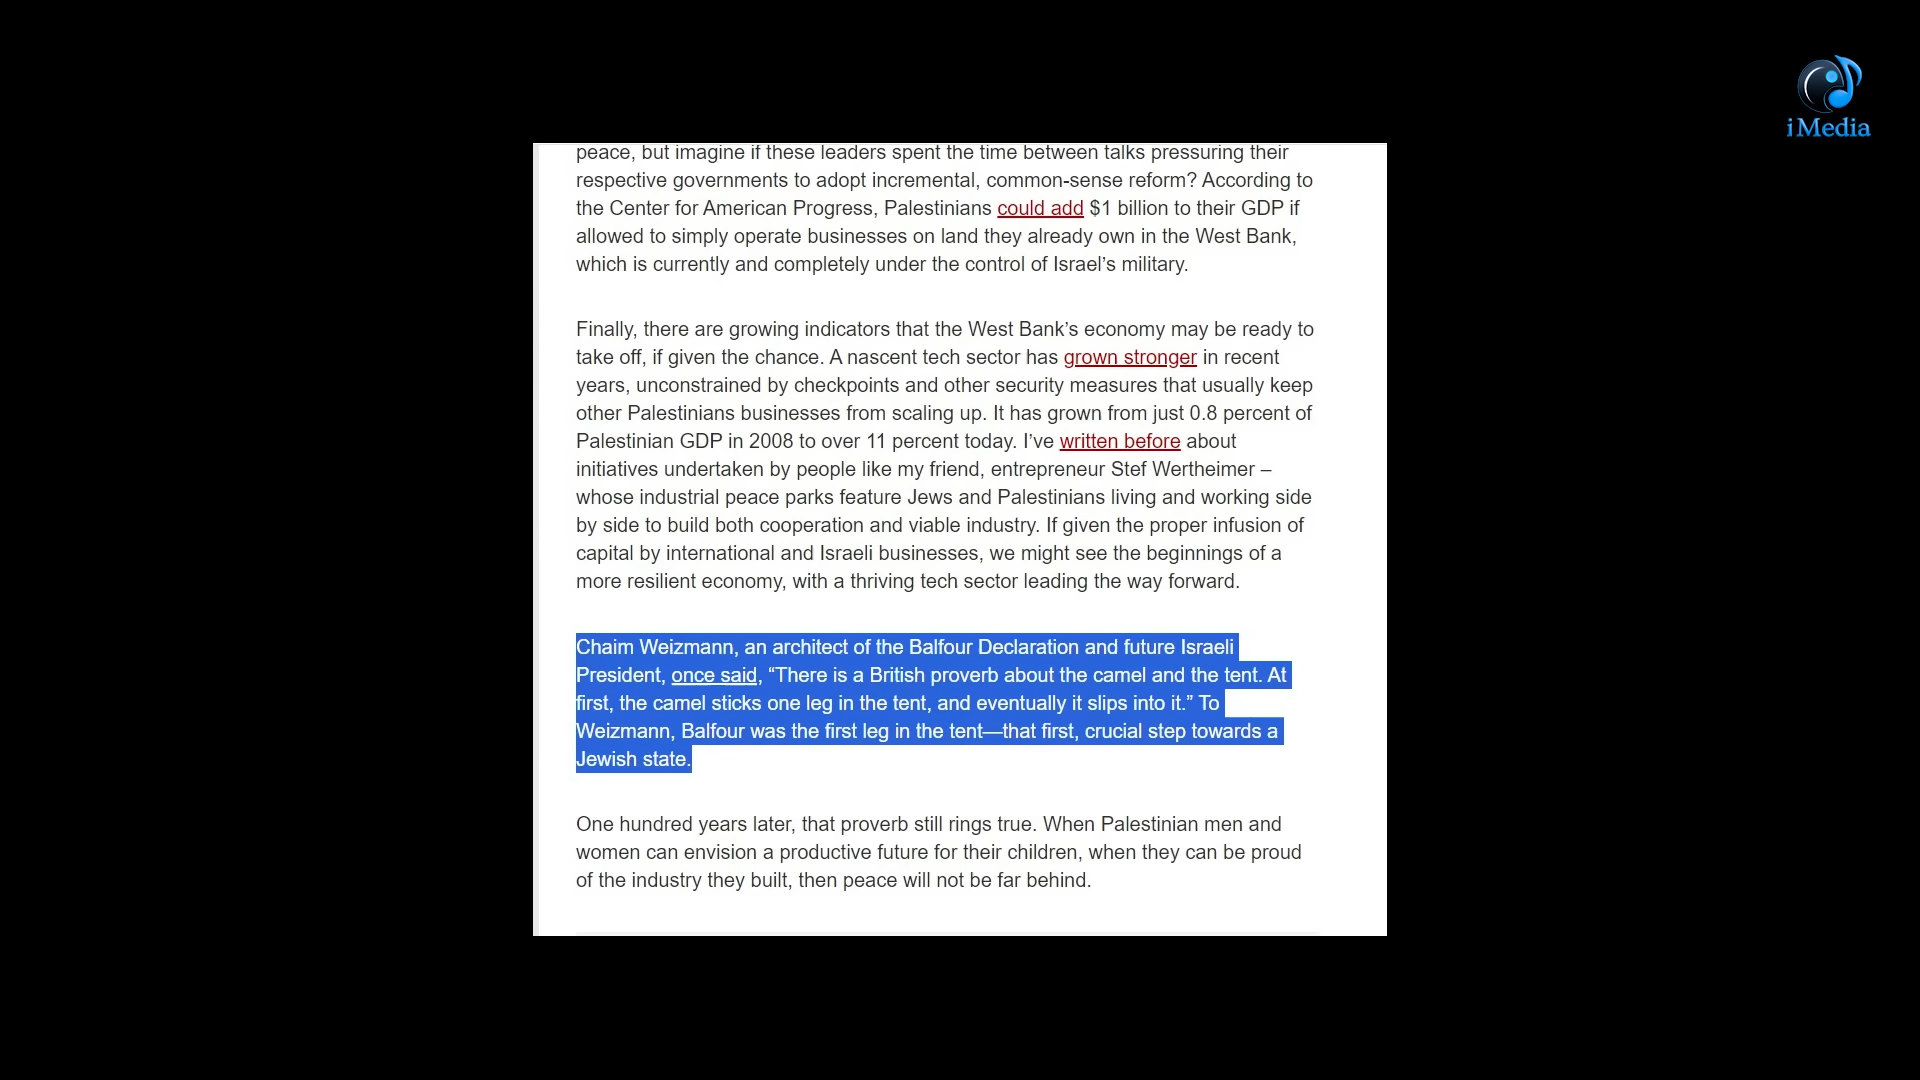 iMedia
peace, but imagine if these leaders spent the time between talks pressuring their
respective governments to adopt incremental, common-sense reform? According to
the Center for American Progress, Palestinians could add $1 billion to their GDP if
allowed to simply operate businesses on land they already own in the West Bank,
which is currently and completely under the control of Israel’s military.
Finally, there are growing indicators that the West Bank’s economy may be ready to
take off, if given the chance. A nascent tech sector has grown stronger in recent
years, unconstrained by checkpoints and other security measures that usually keep
other Palestinians businesses from scaling up. It has grown from just 0.8 percent of
Palestinian GDP in 2008 to over 11 percent today. I’ve written before about
initiatives undertaken by people like my friend, entrepreneur Stef Wertheimer –
whose industrial peace parks feature Jews and Palestinians living and working side
by side to build both cooperation and viable industry. If given the proper infusion of
capital by international and Israeli businesses, we might see the beginnings of a
more resilient economy, with a thriving tech sector leading the way forward.
Chaim Weizmann, an architect of the Balfour Declaration and future Israeli
President, once said, “There is a British proverb about the camel and the tent. At
first, the camel sticks one leg in the tent, and eventually it slips into it.” To
Weizmann, Balfour was the first leg in the tent—that first, crucial step towards a
Jewish state.
One hundred years later, that proverb still rings true. When Palestinian men and
women can envision a productive future for their children, when they can be proud
of the industry they built, then peace will not be far behind.